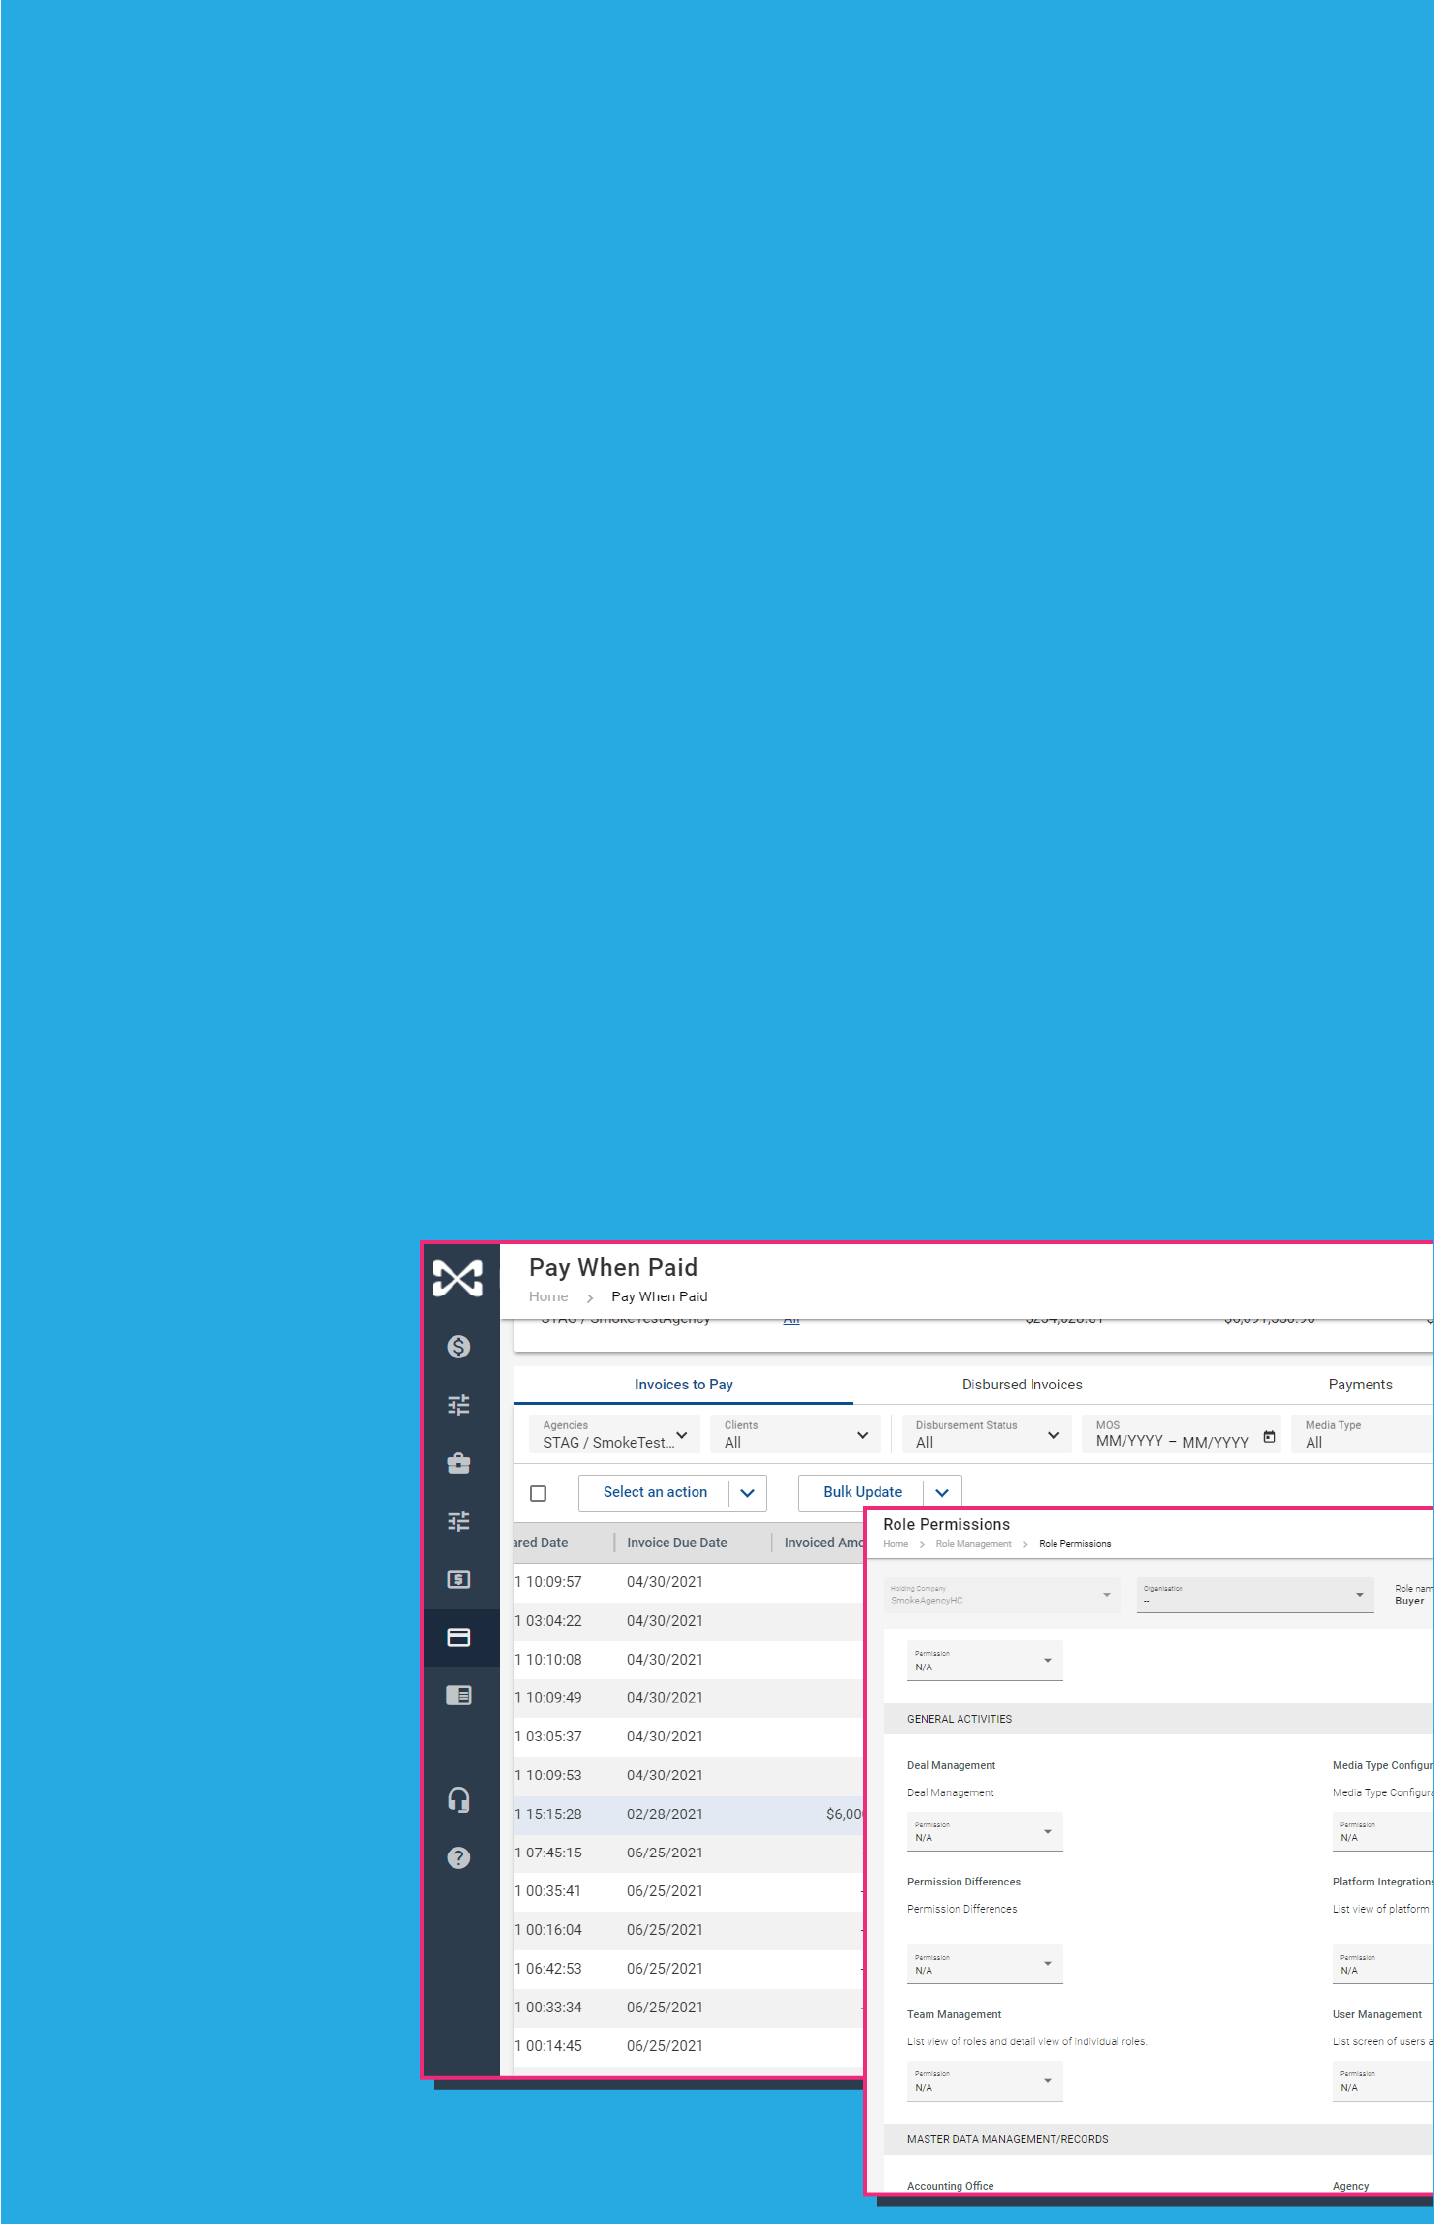 Pay When Paid
Home > Pay When Paid
STAG / SmokeTestAgency All
Invoices to Pay Disbursed Invoices Payments
Agencies Clients Disbursement Status MOS Media Type
STAG / SmokeTest... All All MM/YYYY – MM/YYYY All
Select an action Bulk Update
ared Date Invoice Due Date Invoiced Amo
1 10:09:57 04/30/2021
1 03:04:22 04/30/2021
1 10:10:08 04/30/2021
1 10:09:49 04/30/2021
1 03:05:37 04/30/2021
1 10:09:53 04/30/2021
1 15:15:28 02/28/2021 $6,00
1 07:45:15 06/25/2021
1 00:35:41 06/25/2021
1 00:16:04 06/25/2021
1 06:42:53 06/25/2021
1 00:33:34 06/25/2021
1 00:14:45 06/25/2021
Role Permissions
Home > Role Management > Role Permissions
Holding Company Organisation Role nam
SmokeAgencyHC -- Buyer
Permission
N/A
GENERAL ACTIVITIES
Deal Management Media Type Configur
Deal Management Media Type Configura
Permission Permission
N/A N/A
Permission Differences Platform Integrations
Permission Differences List view of platform
Permission Permission
N/A N/A
Team Management User Management
List view of roles and detail view of individual roles. List screen of users a
Permission Permission
N/A N/A
MASTER DATA MANAGEMENT/RECORDS
Accounting Office Agency